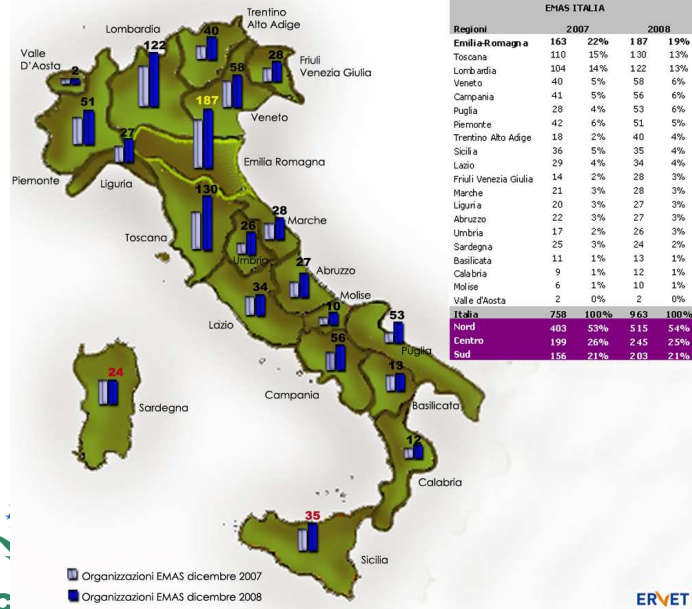 Trentino
Alto Adige
Lombardia
40
122
Friuli
Venezia Giulia
28
Valle
D'Aosta
2
58
51
187
Veneto
27
Emilia Romagna
Piemonte
Liguria
130
28
Marche
Toscana
26
Umbria
27
Abruzzo
34
Molise
10
Lazio
53
Puglia
56
13
Campania
Basilicata
24
Sardegna
12
Calabria
35
Sicilia
Organizzazioni EMAS dicembre 2007
Organizzazioni EMAS dicembre 2008
EMAS ITALIA
Regioni 2007 2008
Emilia-Romagna 163 22% 187 19%
Toscana 110 15% 130 13%
Lombardia 104 14% 122 13%
Veneto 40 5% 58 6%
Campania 41 5% 56 6%
Puglia 28 4% 53 6%
Piemonte 42 6% 51 5%
Trentino Alto Adige 18 2% 40 4%
Sicilia 36 5% 35 4%
Lazio 29 4% 34 4%
Friuli Venezia Giulia 14 2% 28 3%
Marche 21 3% 28 3%
Liguria 20 3% 27 3%
Abruzzo 22 3% 27 3%
Umbria 17 2% 26 3%
Sardegna 25 3% 24 2%
Basilicata 11 1% 13 1%
Calabria 9 1% 12 1%
Molise 6 1% 10 1%
Valle d'Aosta 2 0% 2 0%
Italia 758 100% 963 100%
Nord 403 53% 515 54%
Centro 199 26% 245 25%
Sud 156 21% 203 21%
ERVET